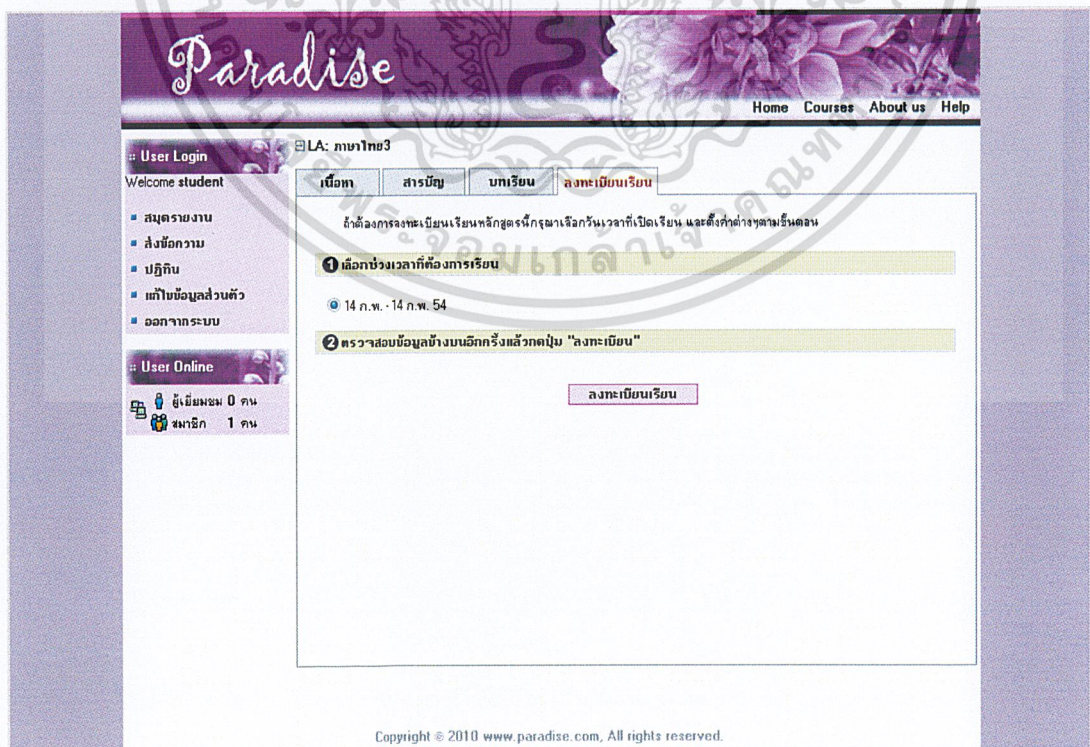 Paradise
Home Courses About us Help
:: User Login
Welcome student
สมุดรายงาน
ส่งข้อความ
ปฏิทิน
แก้ไขข้อมูลส่วนตัว
ออกจากระบบ
:: User Online
ผู้เยี่ยมชม 0 คน
สมาชิก 1 คน
LA: ภาษาไทย3
เนื้อหา สารบัญ บทเรียน ลงทะเบียนเรียน
ถ้าต้องการลงทะเบียนเรียนหลักสูตรนี้กรุณาเลือกวันเวลาที่เปิดเรียน และตั้งค่าต่างๆตามขั้นตอน
1 เลือกช่วงเวลาที่ต้องการเรียน
14 ก.พ. - 14 ก.พ. 54
2 ตรวจสอบข้อมูลข้างบนอีกครั้งแล้วกดปุ่ม "ลงทะเบียน"
ลงทะเบียนเรียน
Copyright © 2010 www.paradise.com, All rights reserved.